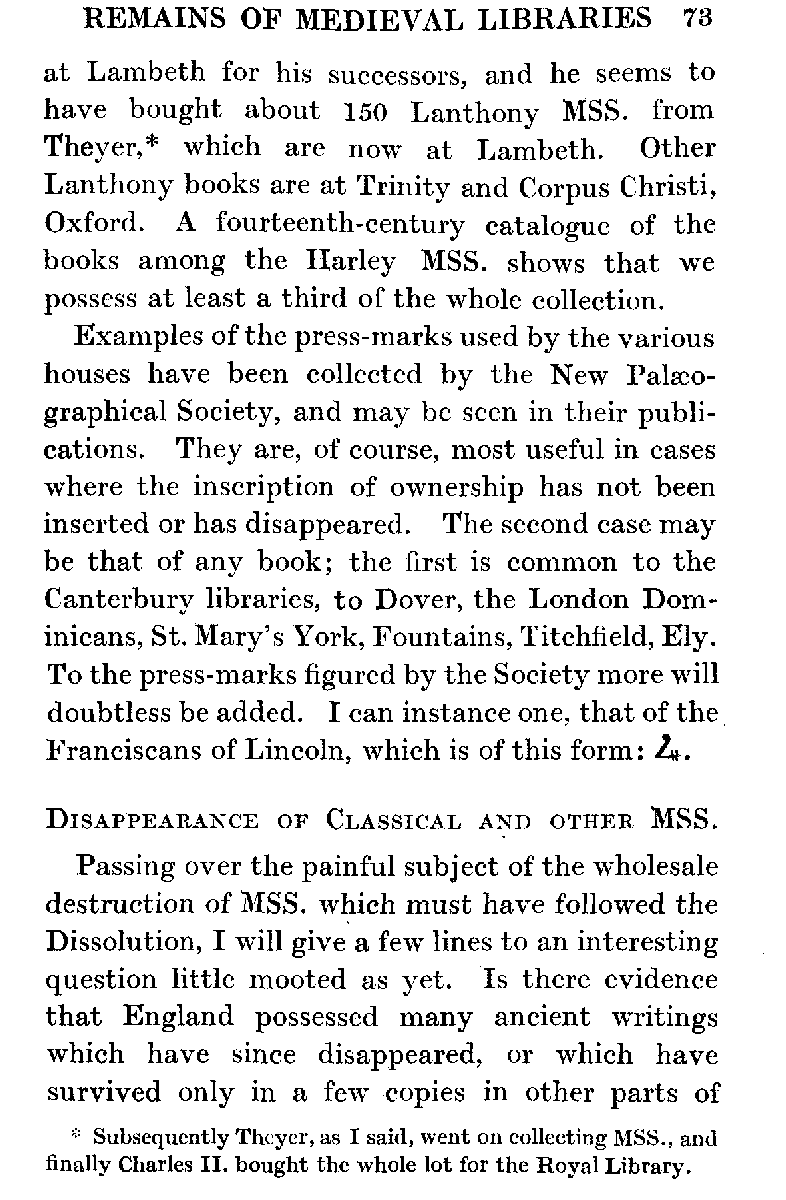 REMAINS OF MEDIEVAL LIBRARIES 73
at Lambeth for his successors, and he seems to
have bought about 150 Lanthony MSS. from
Theyer,* which are now at Lambeth. Other
Lanthony books are at Trinity and Corpus Christi,
Oxford. A fourteenth-century catalogue of the
books among the Harley MSS. shows that we
possess at least a third of the whole collection.
Examples of the press-marks used by the various
houses have been collected by the New Palæo-
graphical Society, and may be seen in their publi-
cations. They are, of course, most useful in cases
where the inscription of ownership has not been
inserted or has disappeared. The second case may
be that of any book; the first is common to the
Canterbury libraries, to Dover, the London Dom-
inicans, St. Mary's York, Fountains, Titchfield, Ely.
To the press-marks figured by the Society more will
doubtless be added. I can instance one, that of the
Franciscans of Lincoln, which is of this form: .
DISAPPEARANCE OF CLASSICAL AND OTHER MSS.
Passing over the painful subject of the wholesale
destruction of MSS. which must have followed the
Dissolution, I will give a few lines to an interesting
question little mooted as yet. Is there evidence
that England possessed many ancient writings
which have since disappeared, or which have
survived only in a few copies in other parts of
* Subsequently Theyer, as I said, went on collecting MSS., and
finally Charles II. bought the whole lot for the Royal Library.